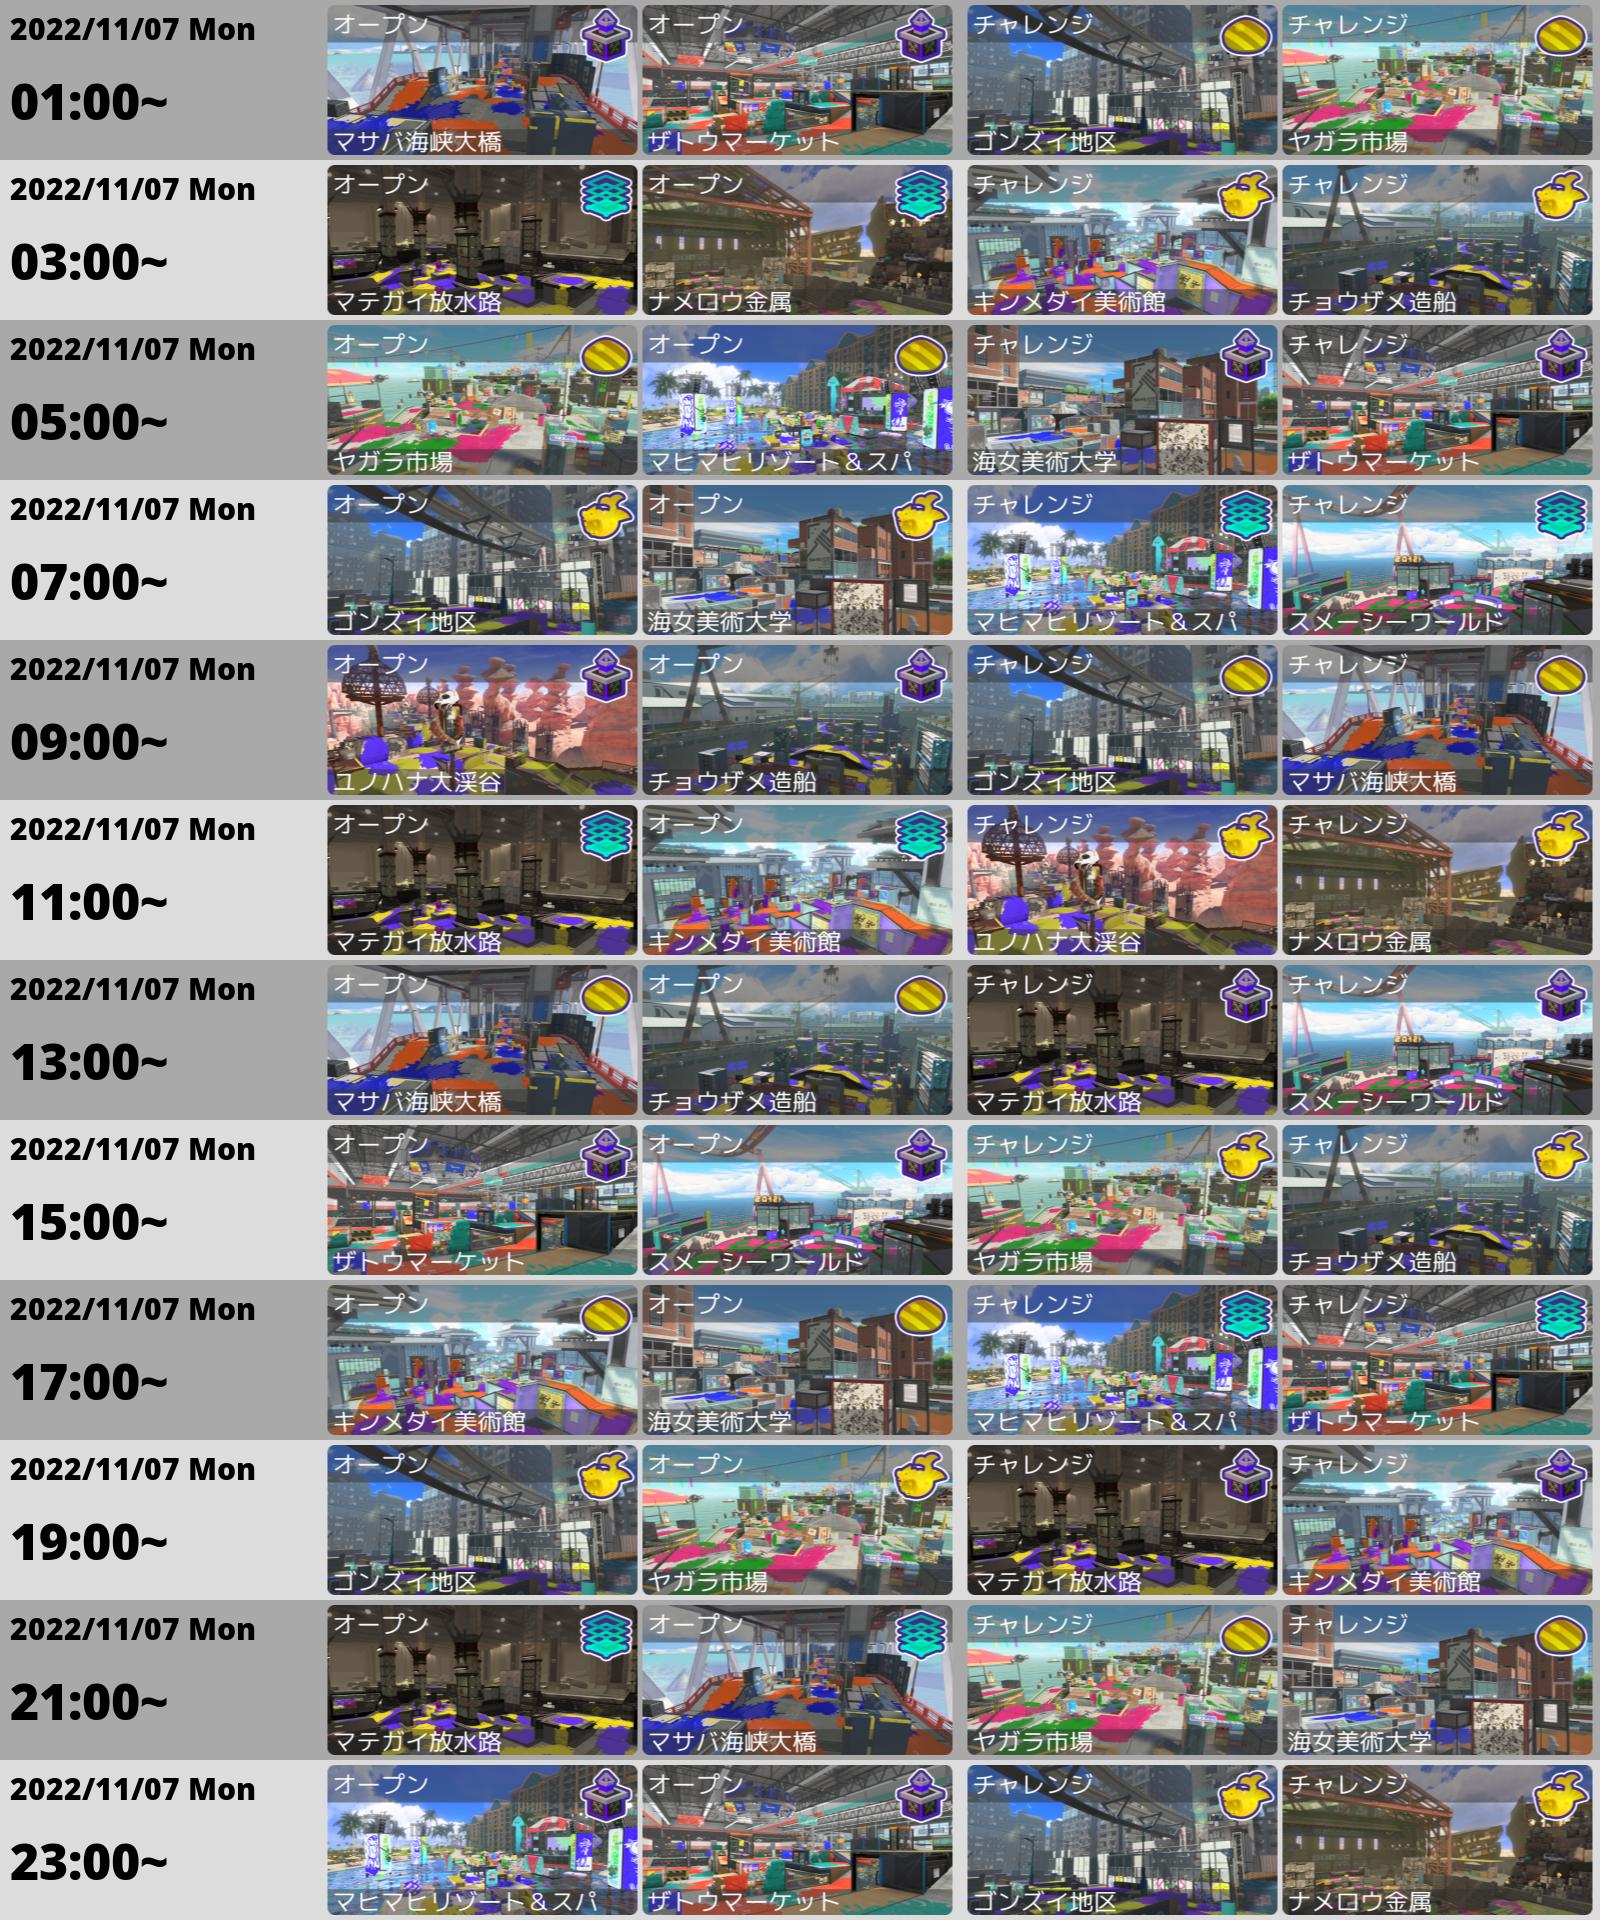 2022/11/07 Mon
01:00~
オープン
マサバ海峡大橋
オープン
ザトウマーケット
チャレンジ
ゴンズイ地区
チャレンジ
ヤガラ市場
2022/11/07 Mon
03:00~
オープン
マテガイ放水路
オープン
ナメロウ金属
チャレンジ
キンメダイ美術館
チャレンジ
チョウザメ造船
2022/11/07 Mon
05:00~
オープン
ヤガラ市場
オープン
マヒマヒリゾート＆スパ
チャレンジ
海女美術大学
チャレンジ
ザトウマーケット
2022/11/07 Mon
07:00~
オープン
ゴンズイ地区
オープン
海女美術大学
チャレンジ
マヒマヒリゾート＆スパ
チャレンジ
スメーシーワールド
2022/11/07 Mon
09:00~
オープン
ユノハナ大渓谷
オープン
チョウザメ造船
チャレンジ
ゴンズイ地区
チャレンジ
マサバ海峡大橋
2022/11/07 Mon
11:00~
オープン
マテガイ放水路
オープン
キンメダイ美術館
チャレンジ
ユノハナ大渓谷
チャレンジ
ナメロウ金属
2022/11/07 Mon
13:00~
オープン
マサバ海峡大橋
オープン
チョウザメ造船
チャレンジ
マテガイ放水路
チャレンジ
スメーシーワールド
2022/11/07 Mon
15:00~
オープン
ザトウマーケット
オープン
スメーシーワールド
チャレンジ
ヤガラ市場
チャレンジ
チョウザメ造船
2022/11/07 Mon
17:00~
オープン
キンメダイ美術館
オープン
海女美術大学
チャレンジ
マヒマヒリゾート＆スパ
チャレンジ
ザトウマーケット
2022/11/07 Mon
19:00~
オープン
ゴンズイ地区
オープン
ヤガラ市場
チャレンジ
マテガイ放水路
チャレンジ
キンメダイ美術館
2022/11/07 Mon
21:00~
オープン
マテガイ放水路
オープン
マサバ海峡大橋
チャレンジ
ヤガラ市場
チャレンジ
海女美術大学
2022/11/07 Mon
23:00~
オープン
マヒマヒリゾート＆スパ
オープン
ザトウマーケット
チャレンジ
ゴンズイ地区
チャレンジ
ナメロウ金属